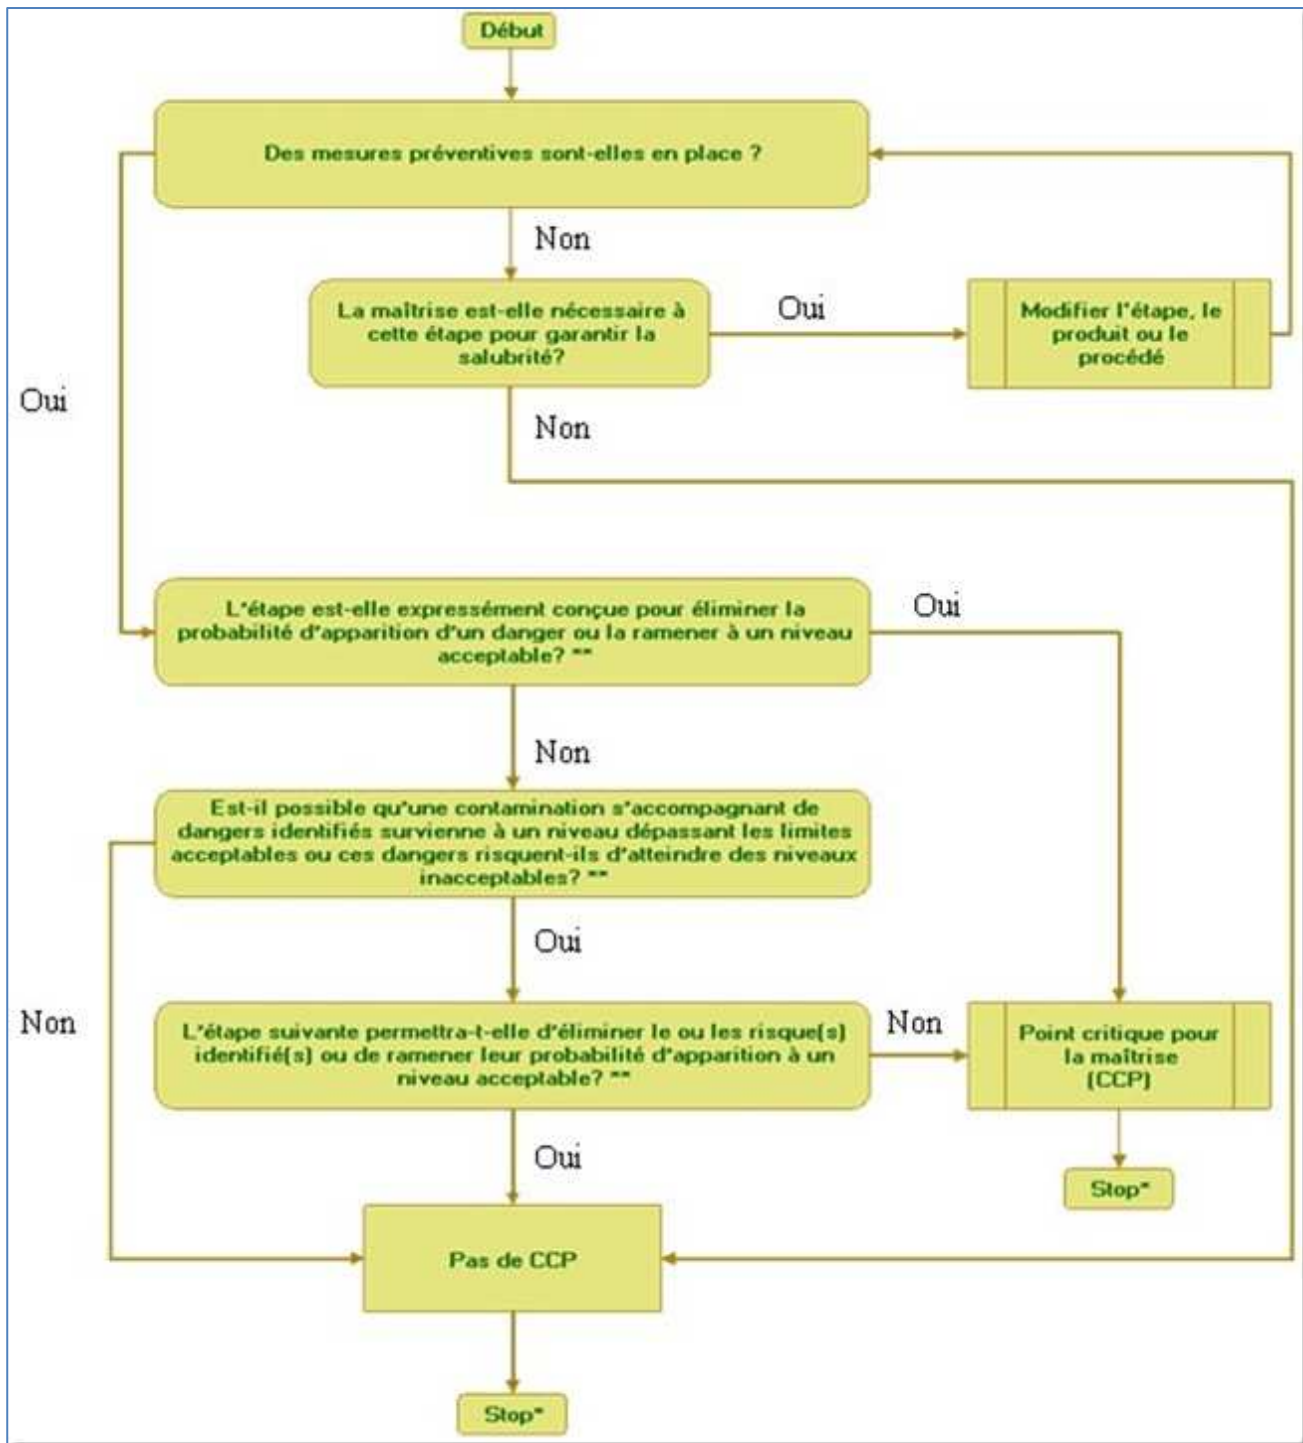 Début
Des mesures préventives sont-elles en place ?
Non
La maîtrise est-elle nécessaire à
cette étape pour garantir la
salubrité?
Oui
Modifier l'étape, le
produit ou le
procédé
Oui
Non
L'étape est-elle expressément conçue pour éliminer la
probabilité d'apparition d'un danger ou la ramener à un niveau
acceptable? **
Oui
Non
Est-il possible qu'une contamination s'accompagnant de
dangers identifiés survienne à un niveau dépassant les limites
acceptables ou ces dangers risquent-ils d'atteindre des niveaux
inacceptables? **
Oui
Non
L'étape suivante permettra-t-elle d'éliminer le ou les risque(s)
identifié(s) ou de ramener leur probabilité d'apparition à un
niveau acceptable? **
Non
Point critique pour
la maîtrise
(CCP)
Oui
Stop*
Pas de CCP
Stop*